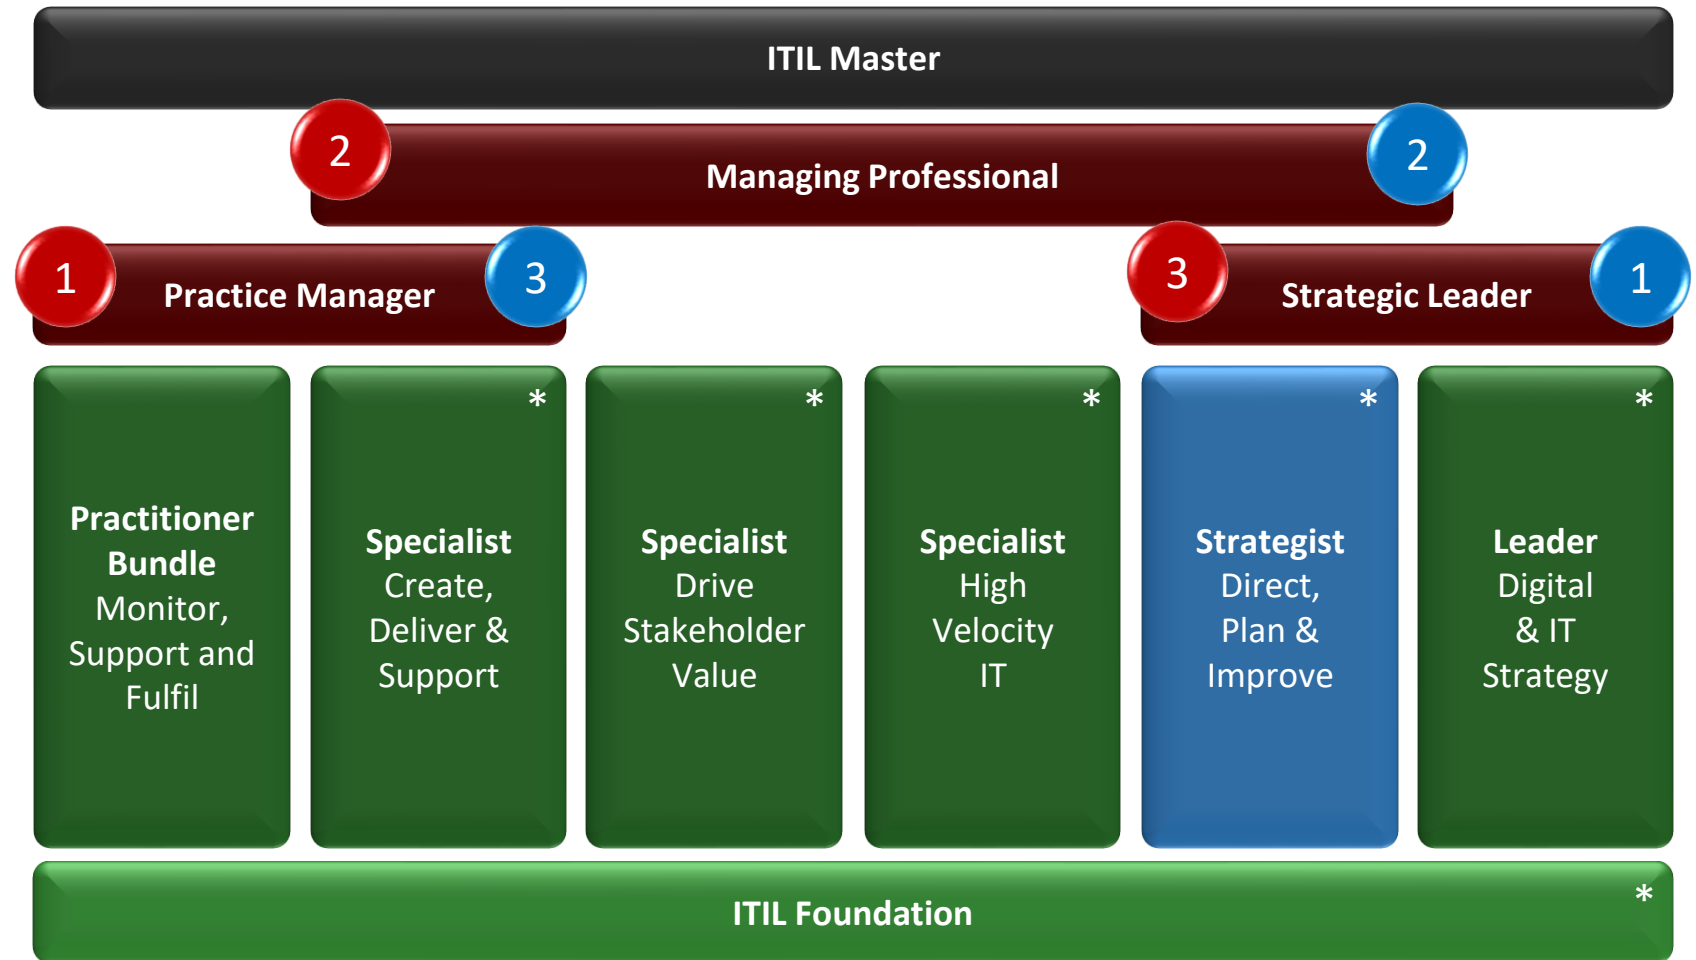 ITIL Master
2
Managing Professional
2
1
Practice Manager
3
3
Strategic Leader
1
Practitioner
Bundle
Monitor,
Support and
Fulfil
*
Specialist
Create,
Deliver &
Support
*
Specialist
Drive
Stakeholder
Value
*
Specialist
High
Velocity
IT
*
Strategist
Direct,
Plan &
Improve
*
Leader
Digital
& IT
Strategy
*
ITIL Foundation